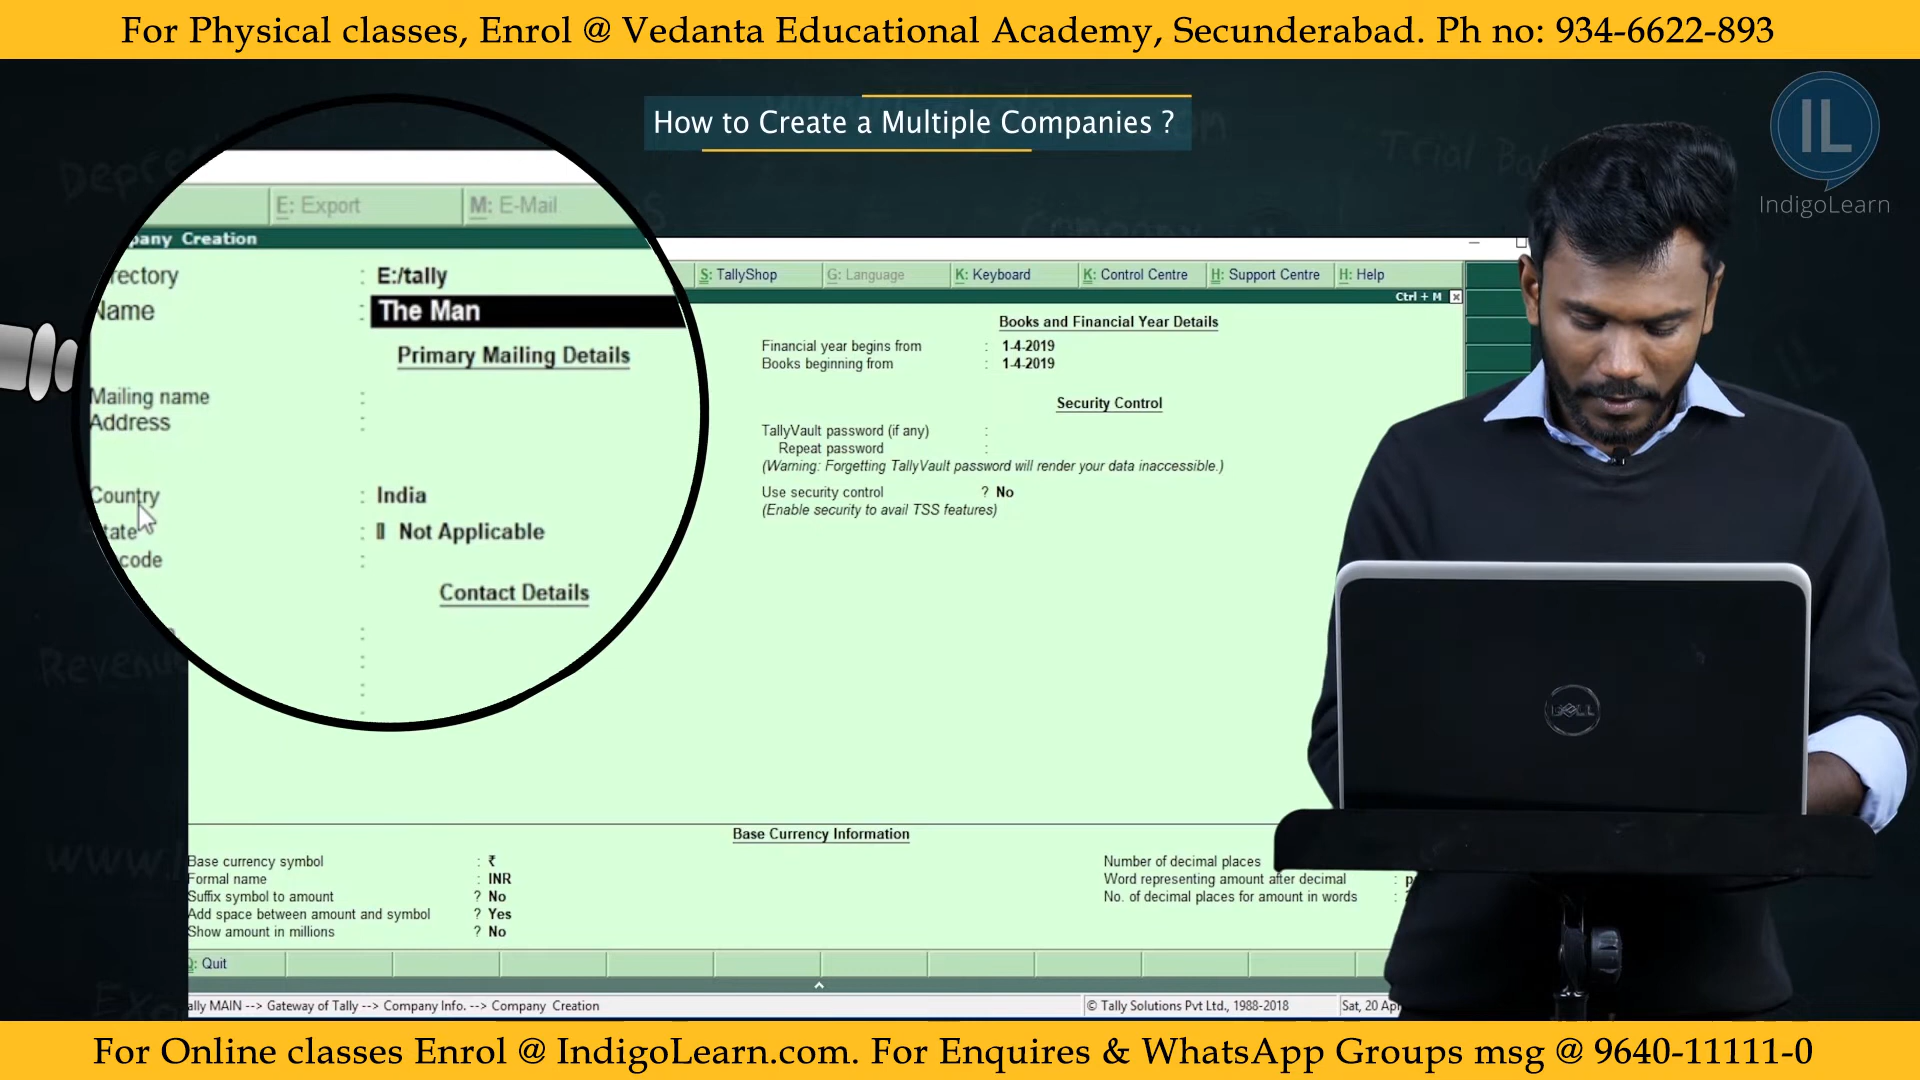 For Physical classes, Enrol @ Vedanta Educational Academy, Secunderabad. Ph no: 934-6622-893
How to Create a Multiple Companies ?
IL
IndigoLearn
E: Export M: E-Mail
S: TallyShop G: Language K: Keyboard K: Control Centre H: Support Centre H: Help
Creation
Ctrl + M
: E:/tally
Name : The Man
Primary Mailing Details
Mailing name :
Address :
Country : India
: Not Applicable
:
Contact Details
Books and Financial Year Details
Financial year begins from : 1-4-2019
Books beginning from : 1-4-2019
Security Control
TallyVault password (if any) :
Repeat password :
(Warning: Forgetting TallyVault password will render your data inaccessible.)
Use security control ? No
(Enable security to avail TSS features)
DELL
Base Currency Information
Base currency symbol : ₹
Formal name : INR
Suffix symbol to amount ? No
Add space between amount and symbol ? Yes
Show amount in millions ? No
Number of decimal places
Word representing amount after decimal :
No. of decimal places for amount in words :
Q: Quit
MAIN --> Gateway of Tally --> Company Info. --> Company Creation
© Tally Solutions Pvt Ltd., 1988-2018
Sat, 20 Apr
For Online classes Enrol @ IndigoLearn.com. For Enquires & WhatsApp Groups msg @ 9640-11111-0